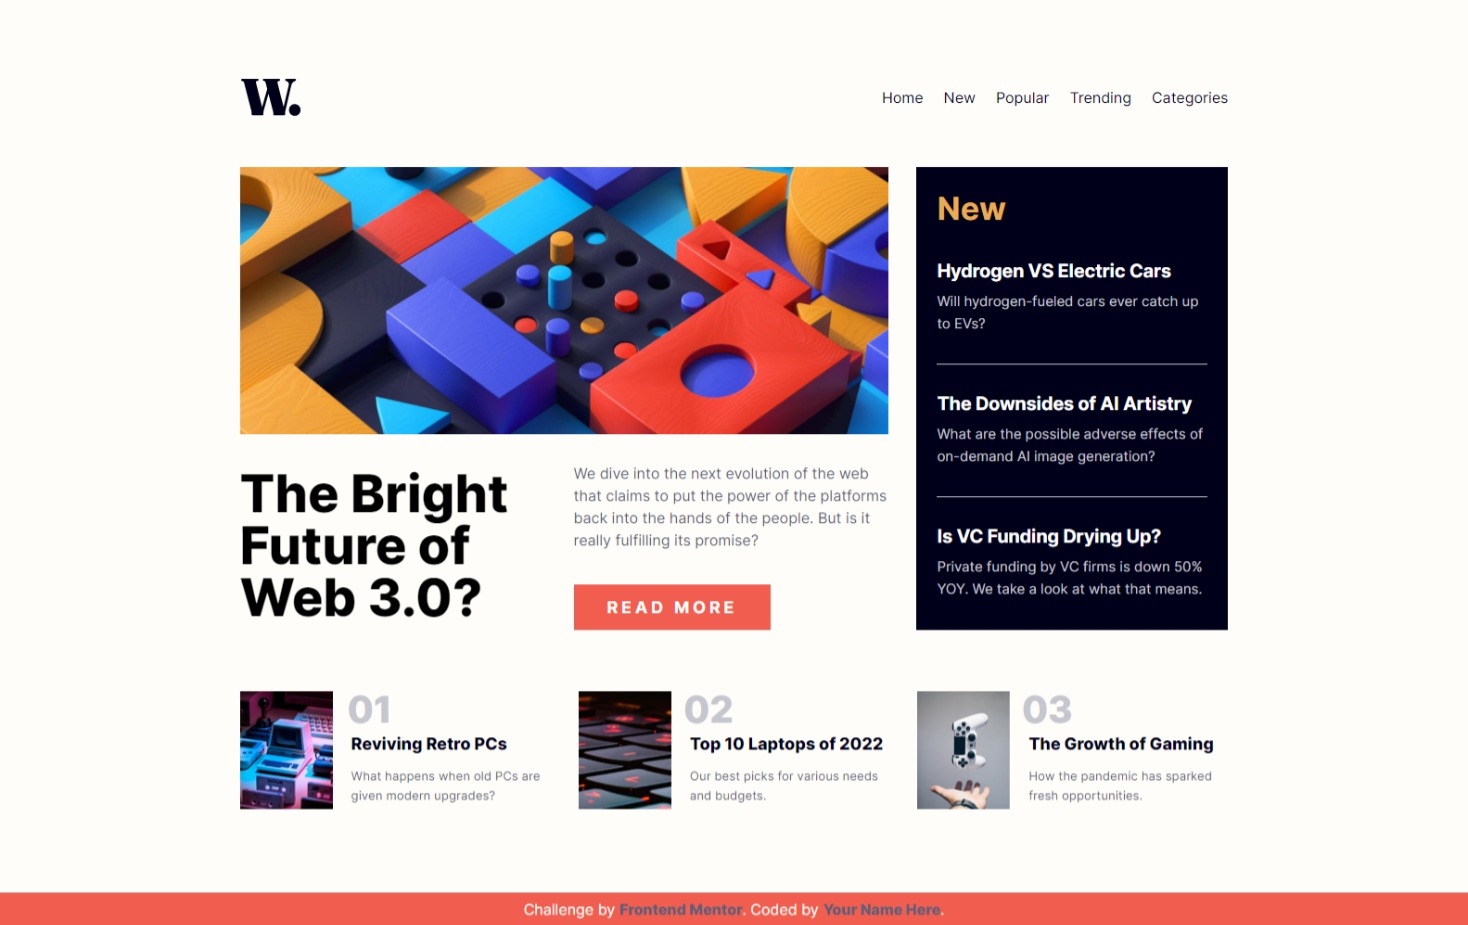 W.
Home New Popular Trending Categories
The Bright
Future of
Web 3.0?
We dive into the next evolution of the web
that claims to put the power of the platforms
back into the hands of the people. But is it
really fulfilling its promise?
READ MORE
New
Hydrogen VS Electric Cars
Will hydrogen-fueled cars ever catch up
to EVs?
The Downsides of AI Artistry
What are the possible adverse effects of
on-demand AI image generation?
Is VC Funding Drying Up?
Private funding by VC firms is down 50%
YOY. We take a look at what that means.
01
Reviving Retro PCs
What happens when old PCs are
given modern upgrades?
02
Top 10 Laptops of 2022
Our best picks for various needs
and budgets.
03
The Growth of Gaming
How the pandemic has sparked
fresh opportunities.
Challenge by Frontend Mentor. Coded by Your Name Here.